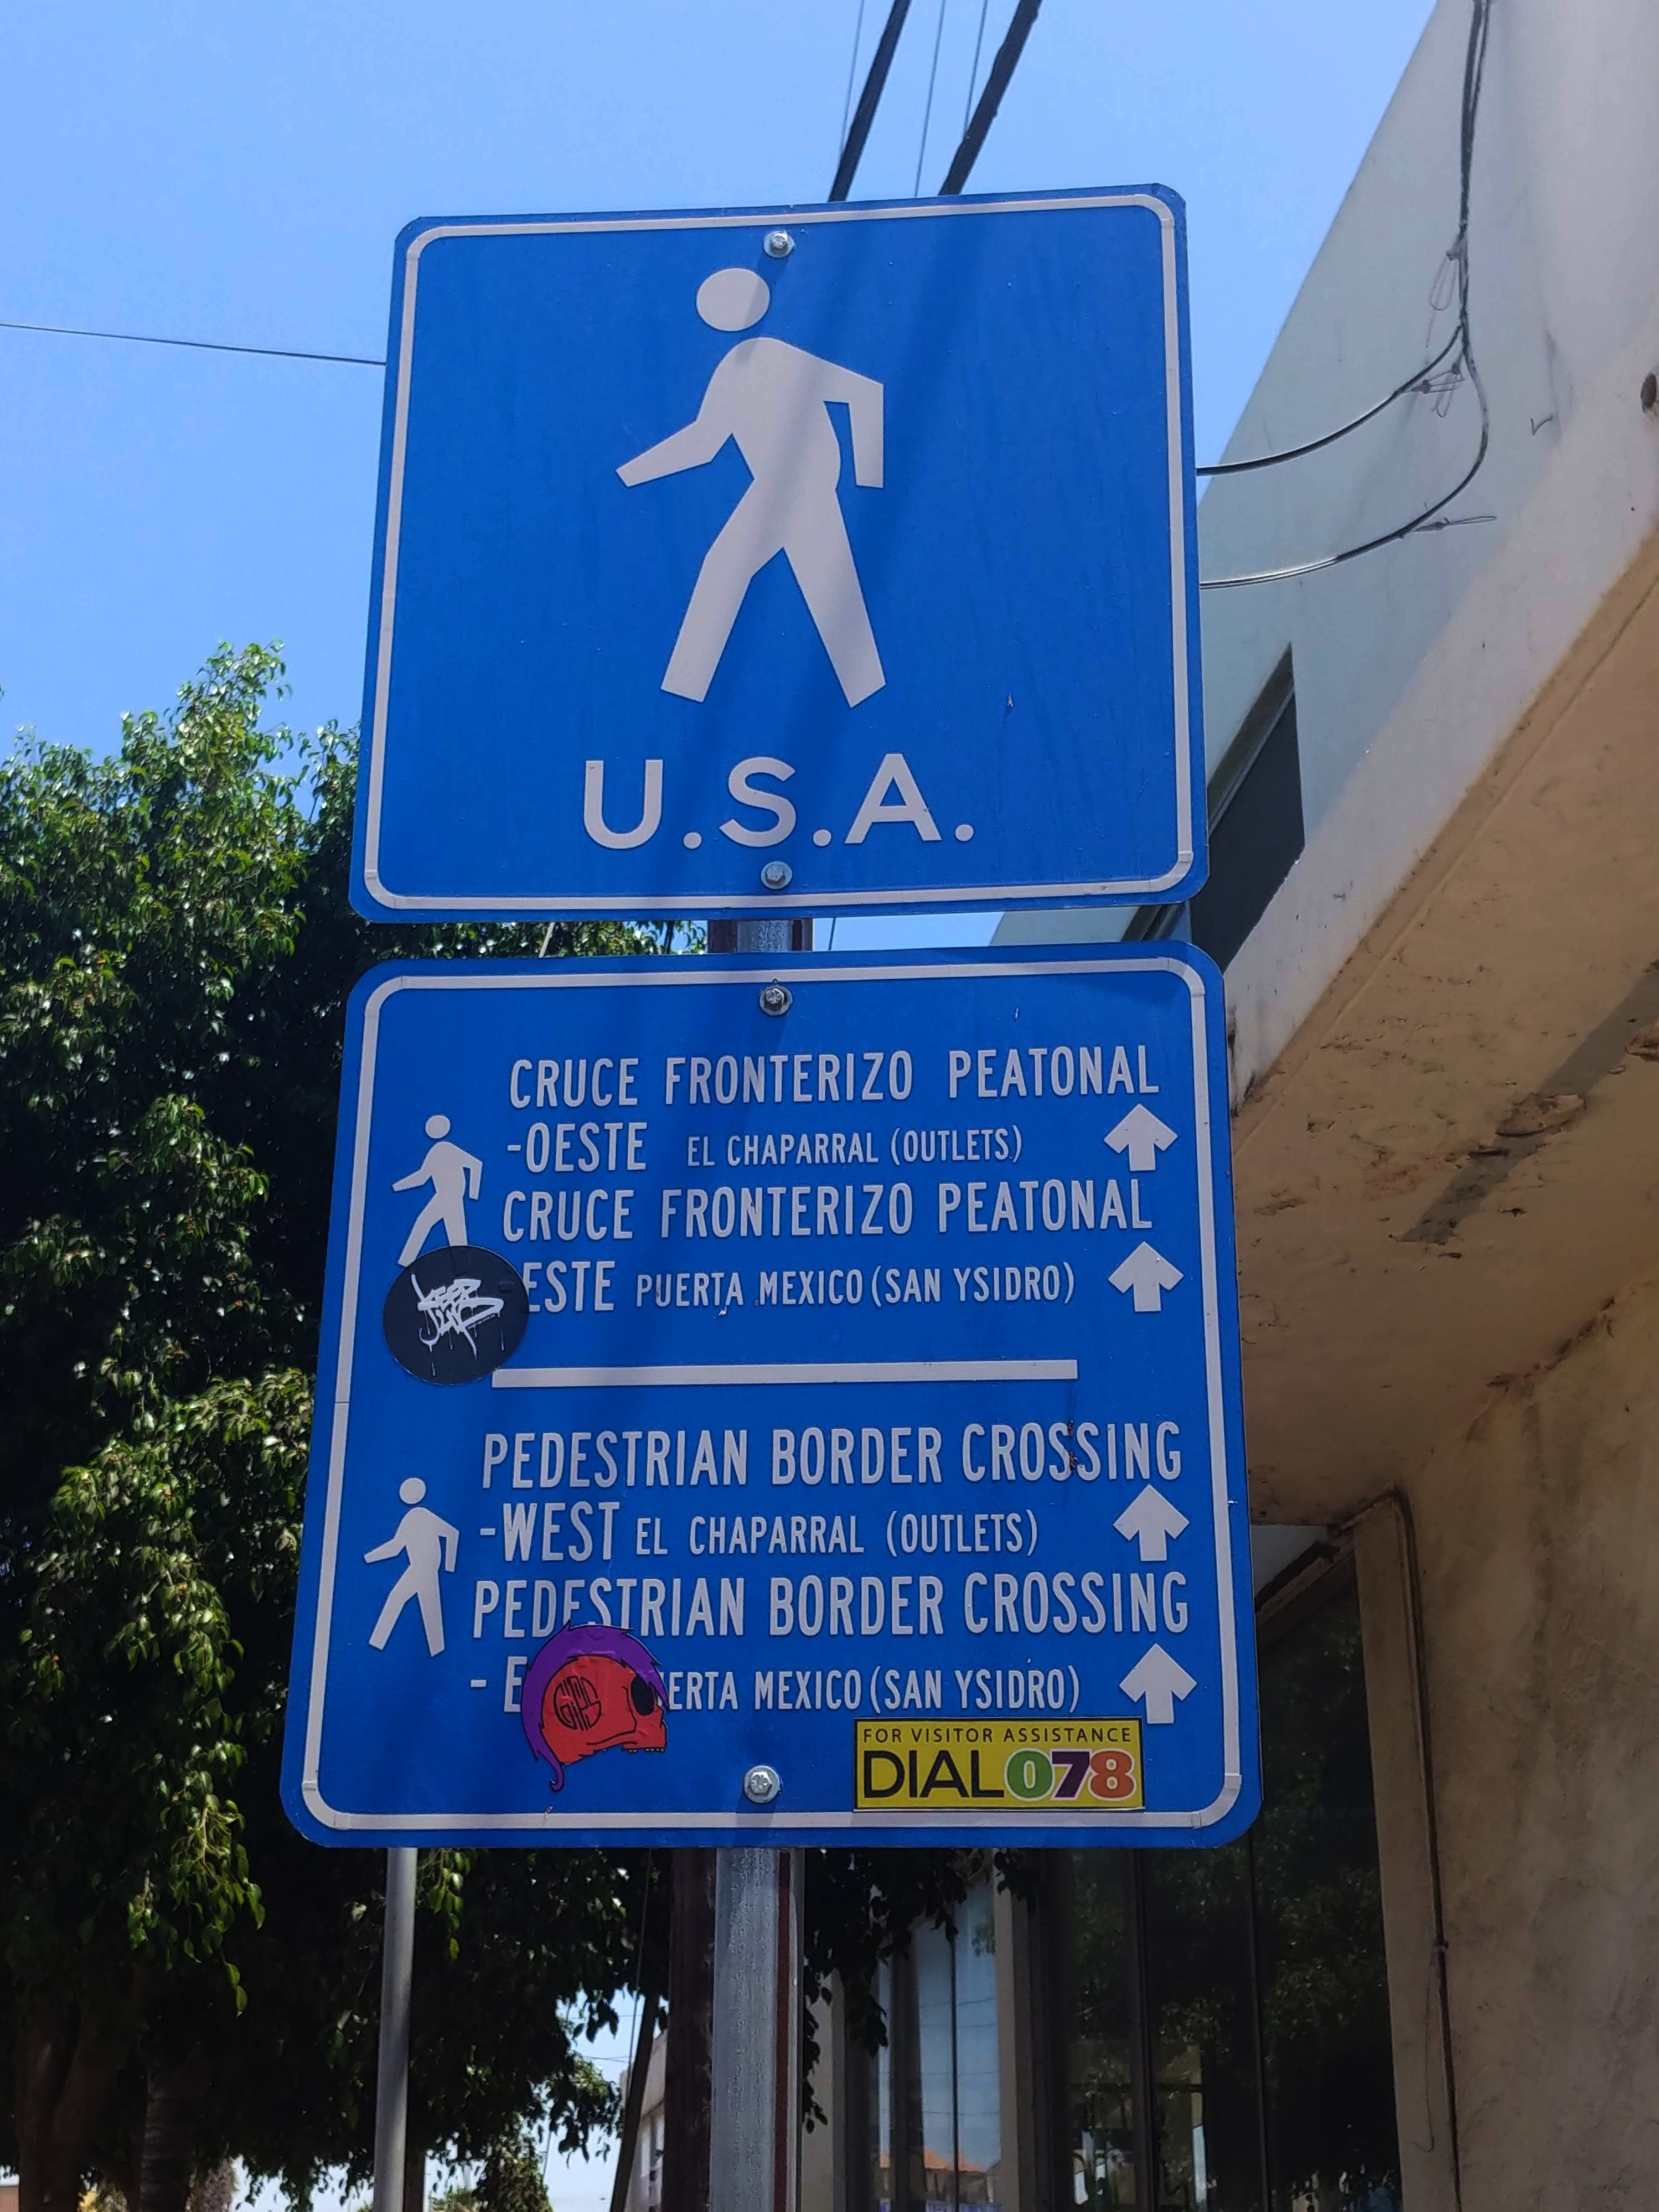 U.S.A.
CRUCE FRONTERIZO PEATONAL
-OESTE EL CHAPARRAL (OUTLETS)
CRUCE FRONTERIZO PEATONAL
-ESTE PUERTA MEXICO (SAN YSIDRO)
PEDESTRIAN BORDER CROSSING
-WEST EL CHAPARRAL (OUTLETS)
PEDESTRIAN BORDER CROSSING
MEXICO (SAN YSIDRO)
FOR VISITOR ASSISTANCE
DIAL 078